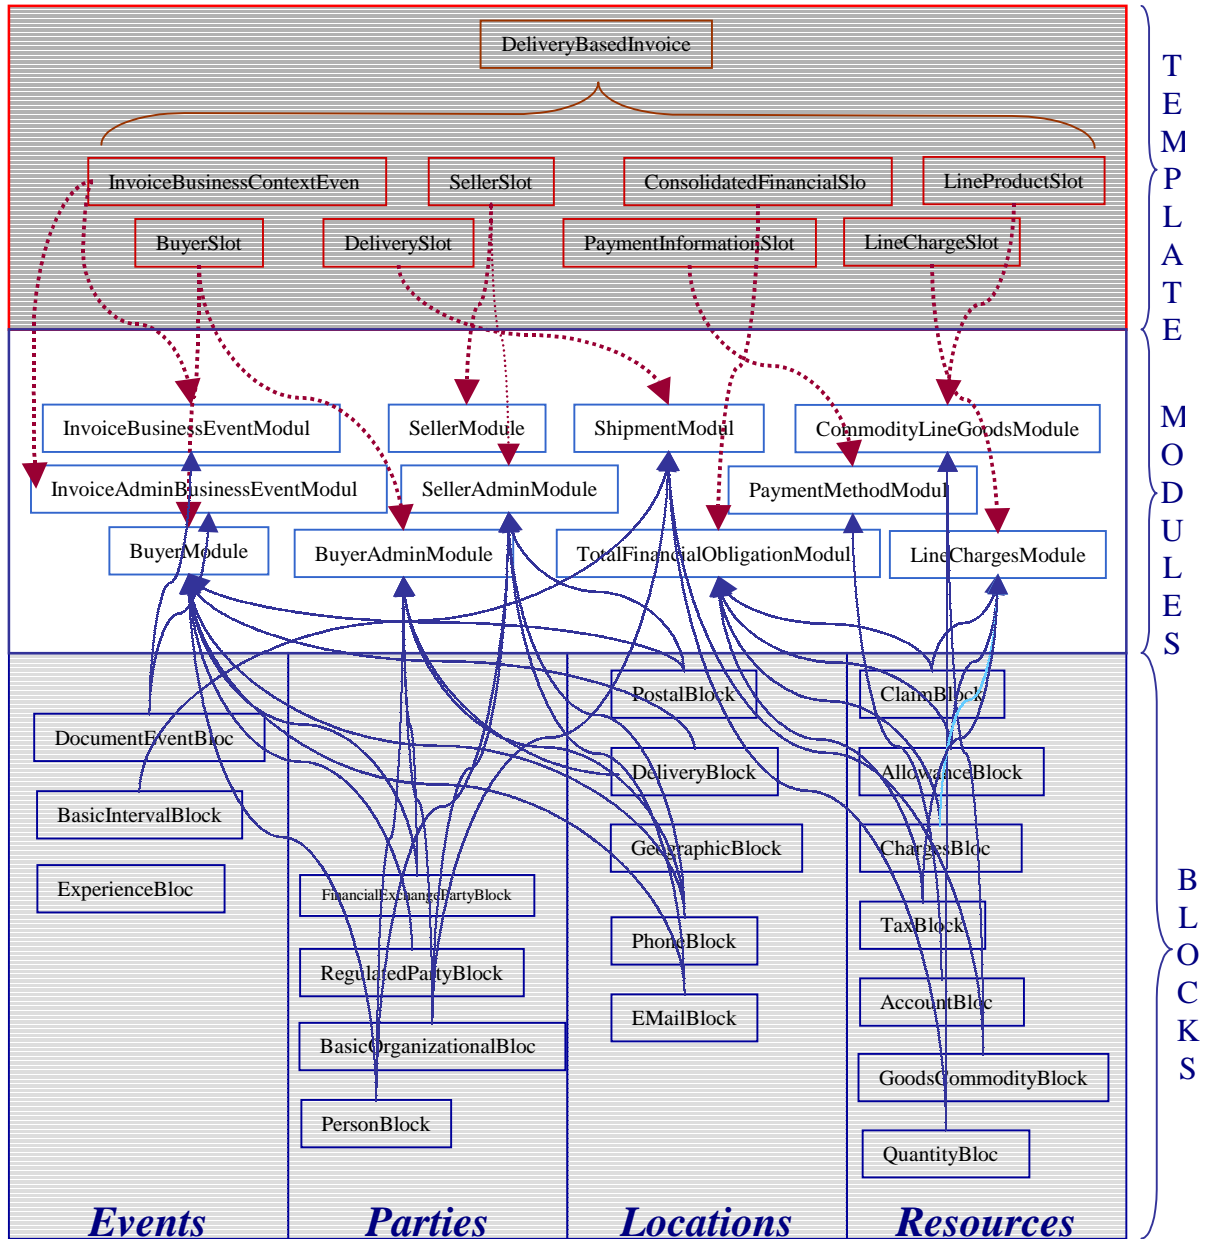 DeliveryBasedInvoice
InvoiceBusinessContextEven
SellerSlot
ConsolidatedFinancialSlo
LineProductSlot
BuyerSlot
DeliverySlot
PaymentInformationSlot
LineChargeSlot
TEMPLATE
InvoiceBusinessEventModul
SellerModule
ShipmentModul
CommodityLineGoodsModule
InvoiceAdminBusinessEventModul
SellerAdminModule
PaymentMethodModul
BuyerModule
BuyerAdminModule
TotalFinancialObligationModul
LineChargesModule
MODULES
DocumentEventBloc
BasicIntervalBlock
ExperienceBloc
FinancialExchangePartyBlock
RegulatedPartyBlock
BasicOrganizationalBloc
PersonBlock
PostalBlock
DeliveryBlock
GeographicBlock
PhoneBlock
EMailBlock
ClaimBlock
AllowanceBlock
ChargesBloc
TaxBlock
AccountBloc
GoodsCommodityBlock
QuantityBloc
BLOCKS
Events
Parties
Locations
Resources